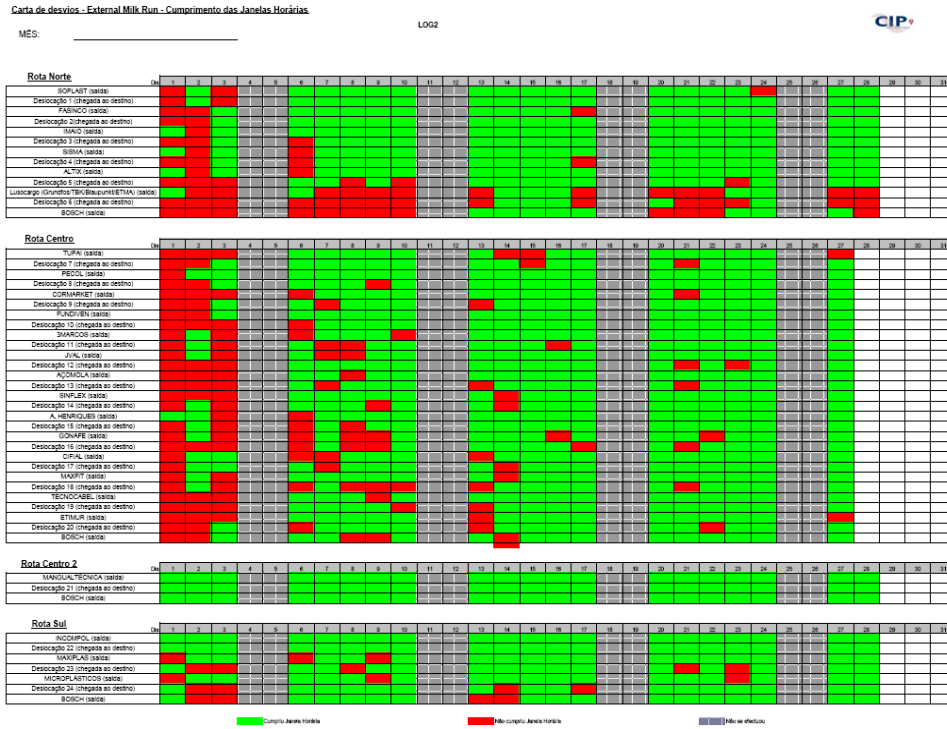 Carta de desvios - External Milk Run - Cumprimento das Janelas Horárias
LOG2
CIP
MÊS:
Rota Norte
Dia 1 2 3 4 5 6 7 8 9 10 11 12 13 14 15 16 17 18 19 20 21 22 23 24 25 26 27 28 29 30 31
SOPLAST (saída)
Deslocação 1 (chegada ao destino)
FASINCO (saída)
Deslocação 2(chegada ao destino)
IMAIO (saída)
Deslocação 3 (chegada ao destino)
SISMA (saída)
Deslocação 4 (chegada ao destino)
ALTIX (saída)
Deslocação 5 (chegada ao destino)
Lusocargo (Grundfos/TBK/Blaupunkt/ETMA) (saída)
Deslocação 6 (chegada ao destino)
BOSCH (saída)
Rota Centro
Dia 1 2 3 4 5 6 7 8 9 10 11 12 13 14 15 16 17 18 19 20 21 22 23 24 25 26 27 28 29 30 31
TUPAI (saída)
Deslocação 7 (chegada ao destino)
PECOL (saída)
Deslocação 8 (chegada ao destino)
CORMARKET (saída)
Deslocação 9 (chegada ao destino)
FUNDIVEN (saída)
Deslocação 10 (chegada ao destino)
3MARCOS (saída)
Deslocação 11 (chegada ao destino)
JVAL (saída)
Deslocação 12 (chegada ao destino)
AÇOMOLA (saída)
Deslocação 13 (chegada ao destino)
SINFLEX (saída)
Deslocação 14 (chegada ao destino)
A. HENRIQUES (saída)
Deslocação 15 (chegada ao destino)
GONAFE (saída)
Deslocação 16 (chegada ao destino)
CIFIAL (saída)
Deslocação 17 (chegada ao destino)
MAXFIT (saída)
Deslocação 18 (chegada ao destino)
TECNOCABEL (saída)
Deslocação 19 (chegada ao destino)
ETIMUR (saída)
Deslocação 20 (chegada ao destino)
BOSCH (saída)
Rota Centro 2
Dia 1 2 3 4 5 6 7 8 9 10 11 12 13 14 15 16 17 18 19 20 21 22 23 24 25 26 27 28 29 30 31
MANGUALTÉCNICA (saída)
Deslocação 21 (chegada ao destino)
BOSCH (saída)
Rota Sul
Dia 1 2 3 4 5 6 7 8 9 10 11 12 13 14 15 16 17 18 19 20 21 22 23 24 25 26 27 28 29 30 31
INCOMPOL (saída)
Deslocação 22 (chegada ao destino)
MAXIPLAS (saída)
Deslocação 23 (chegada ao destino)
MICROPLÁSTICOS (saída)
Deslocação 24 (chegada ao destino)
BOSCH (saída)
Cumpriu Janela Horária
Não cumpriu Janela Horária
Não se efectuou